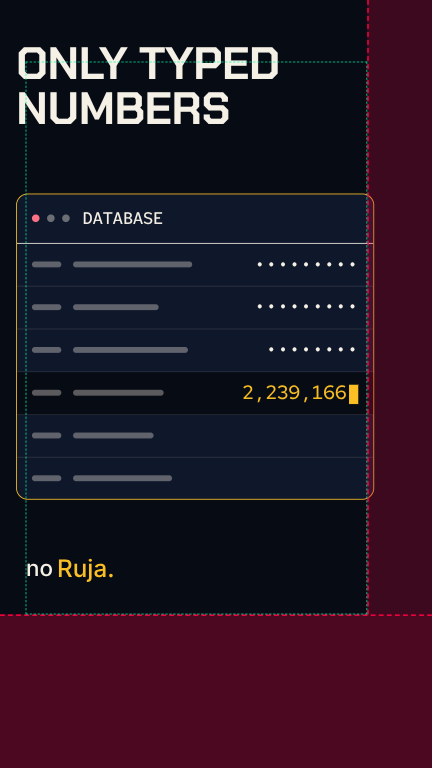 ONLY TYPED
NUMBERS
DATABASE
• • • • • • • • •
• • • • • • • • •
• • • • • • • •
2,239,166
no Ruja.